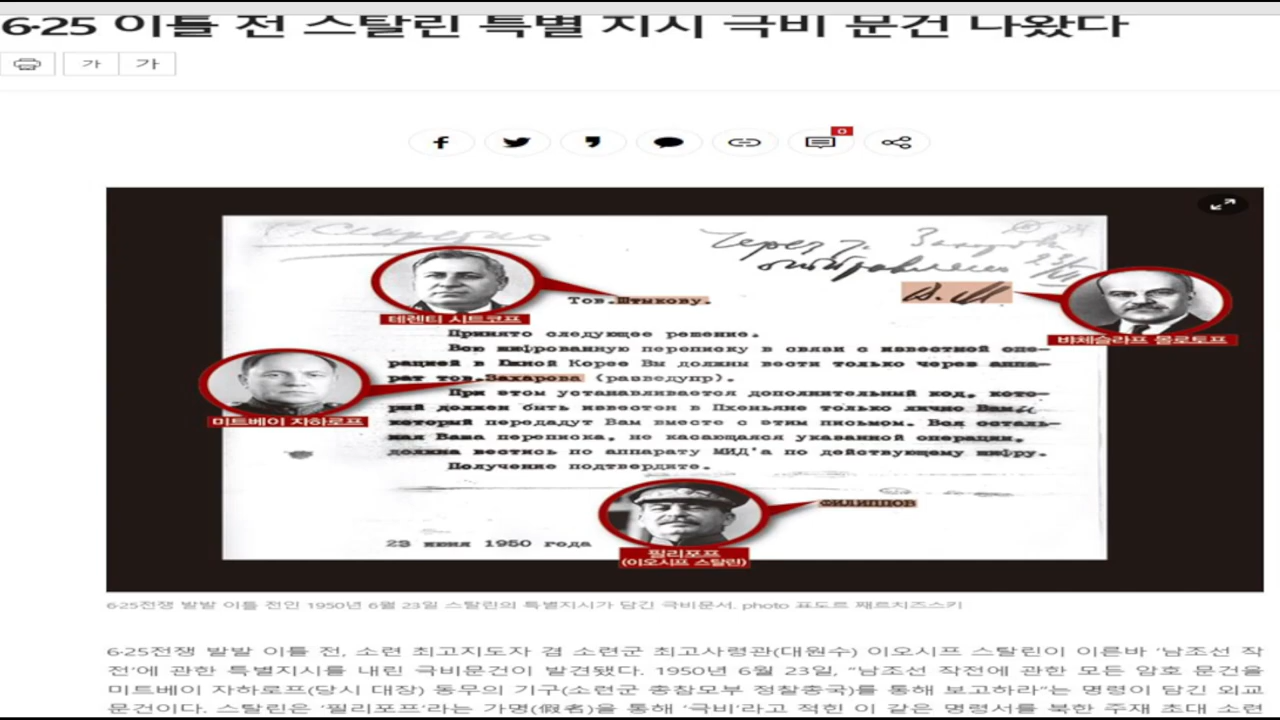 6·25 이틀 전 스탈린 특별 지시 극비 문건 나왔다
가 가
0
Через т.
Тов.Штыкову.
테렌티 시트코프
뱌체슬라프 몰로토프
Принято следующее решение.
Всю шифрованную переписку в связи с известной опе-
рацией в Южной Корее Вы должны вести только через аппа-
рат тов.Захарова (разведупр).
미트베이 자하로프
При этом устанавливается дополнительный код, кото-
рый должен быть известен в Пхеньяне только лично Вам и
который передадут Вам вместе с этим письмом. Вся осталь-
ная Ваша переписка, не касающаяся указанной операции,
должна вестись по аппарату МИД'а по действующему шифру.
Получение подтвердите.
ФИЛИППОВ
23 июня 1950 года
필리포프
(이오시프 스탈린)
6·25전쟁 발발 이틀 전인 1950년 6월 23일 스탈린의 특별지시가 담긴 극비문서. photo 표도르 째르치즈스키
6·25전쟁 발발 이틀 전, 소련 최고지도자 겸 소련군 최고사령관(대원수) 이오시프 스탈린이 이른바 '남조선 작
전'에 관한 특별지시를 내린 극비문건이 발견됐다. 1950년 6월 23일, "남조선 작전에 관한 모든 암호 문건을
미트베이 자하로프(당시 대장) 동무의 기구(소련군 총참모부 정찰총국)를 통해 보고하라"는 명령이 담긴 외교
문건이다. 스탈린은 '필리포프'라는 가명(假名)을 통해 '극비'라고 적힌 이 같은 명령서를 북한 주재 초대 소련